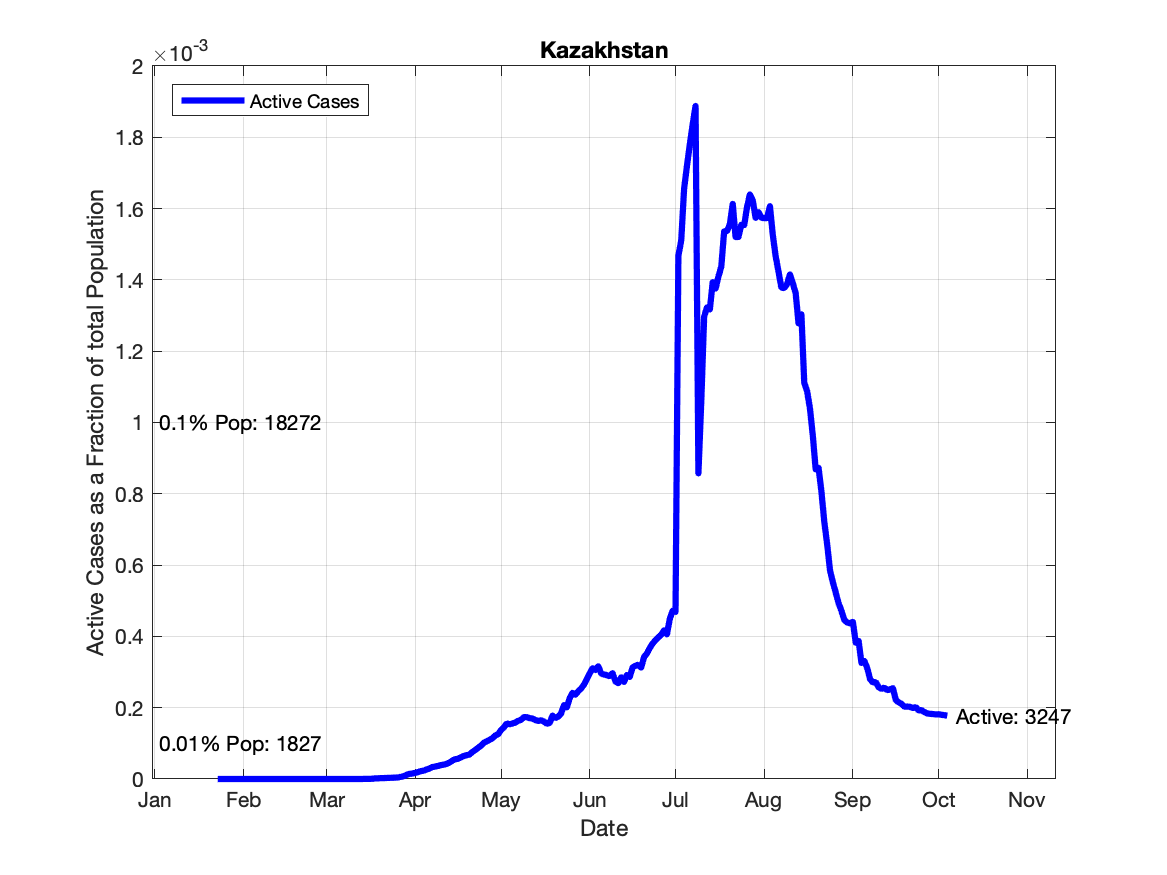 Kazakhstan
×10-3
Active Cases
2
1.8
1.6
1.4
1.2
1
0.8
0.6
0.4
0.2
0
Active Cases as a Fraction of total Population
0.1% Pop: 18272
0.01% Pop: 1827
Active: 3247
Jan Feb Mar Apr May Jun Jul Aug Sep Oct Nov
Date